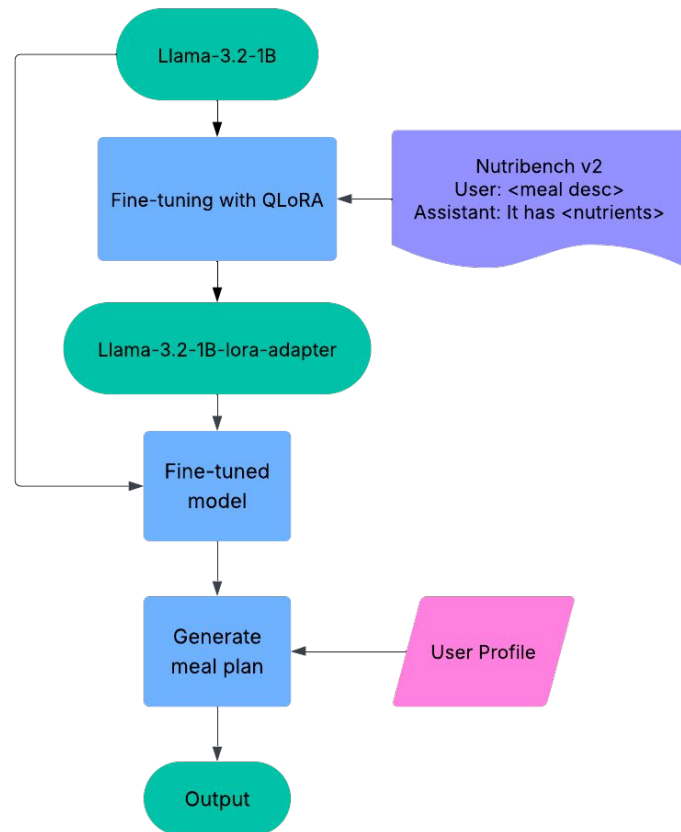 Llama-3.2-1B
Fine-tuning with QLoRA
Nutribench v2
User: <meal desc>
Assistant: It has <nutrients>
Llama-3.2-1B-lora-adapter
Fine-tuned
model
Generate
meal plan
User Profile
Output